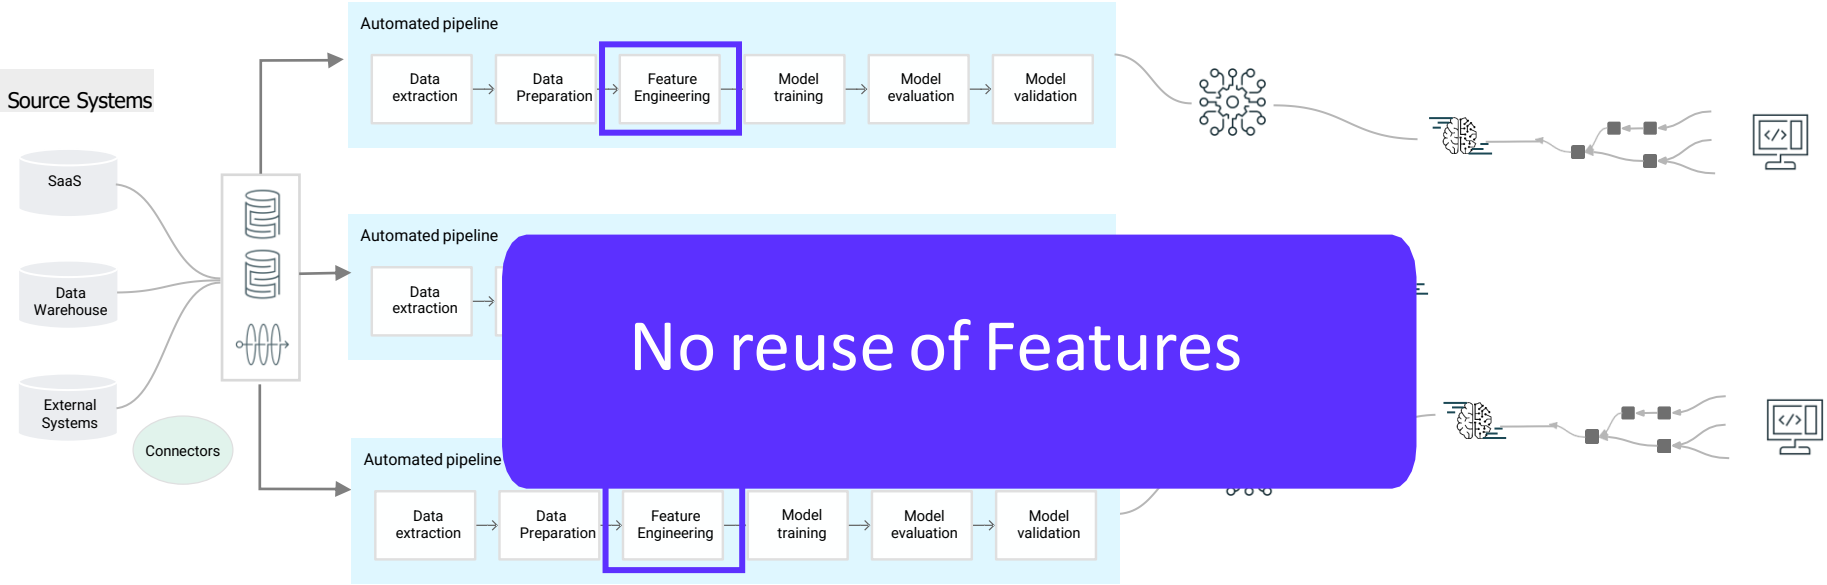 Automated pipeline
Data
extraction
Data
Preparation
Feature
Engineering
Model
training
Model
evaluation
Model
validation
Source Systems
SaaS
Data
Warehouse
External
Systems
Connectors
</>
Automated pipeline
Data
extraction
No reuse of Features
</>
Automated pipeline
Data
extraction
Data
Preparation
Feature
Engineering
Model
training
Model
evaluation
Model
validation